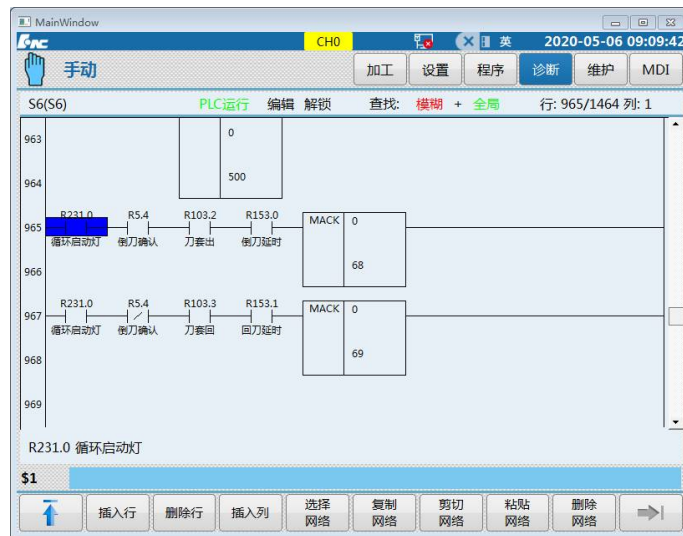 MainWindow
CH0 英 2020-05-06 09:09:42
手动 加工 设置 程序 诊断 维护 MDI
S6(S6) PLC运行 编辑 解锁 查找: 模糊 + 全局 行: 965/1464 列: 1
963 0
964 500
R231.0 R5.4 R103.2 R153.0
965 MACK 0
循环启动灯 倒刀确认 刀套出 倒刀延时
966 68
R231.0 R5.4 R103.3 R153.1
967 MACK 0
循环启动灯 倒刀确认 刀套回 回刀延时
968 69
969
R231.0 循环启动灯
$1
插入行 删除行 插入列 选择网络 复制网络 剪切网络 粘贴网络 删除网络